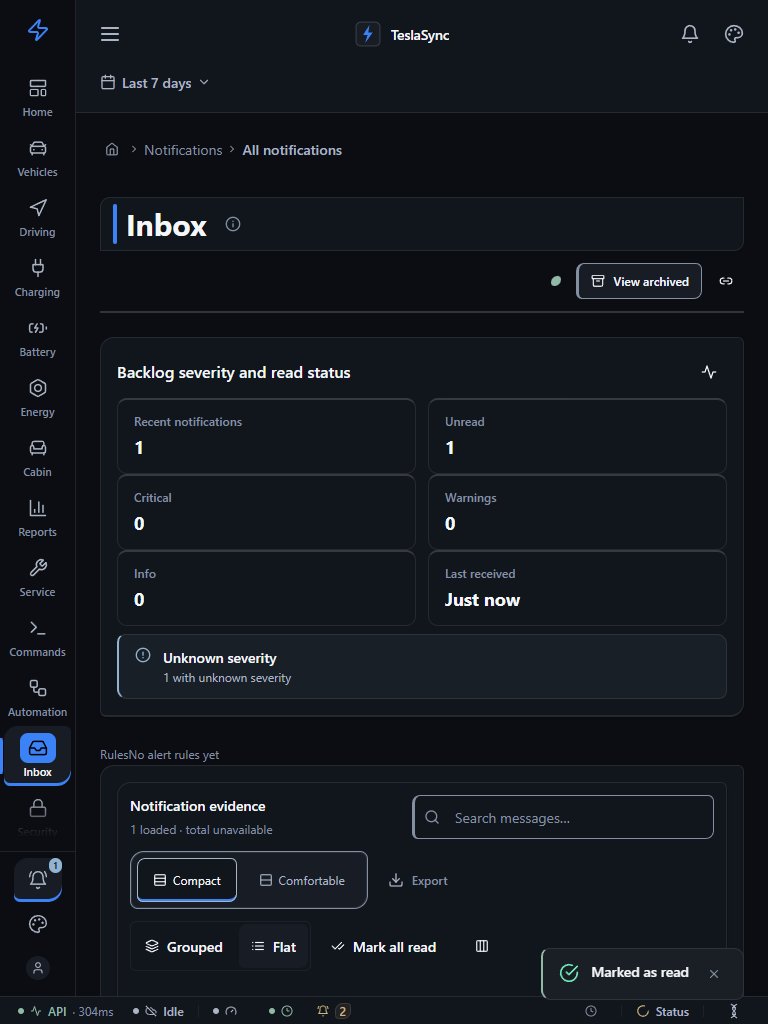 TeslaSync
Last 7 days
Home
Vehicles
Driving
Charging
Battery
Energy
Cabin
Reports
Service
Commands
Automation
Inbox
Security
1
Notifications
All notifications
Inbox
View archived
Backlog severity and read status
Recent notifications
1
Unread
1
Critical
0
Warnings
0
Info
0
Last received
Just now
Unknown severity
1 with unknown severity
RulesNo alert rules yet
Notification evidence
1 loaded · total unavailable
Search messages...
Compact
Comfortable
Export
Grouped
Flat
Mark all read
Marked as read
API · 304ms
Idle
2
Status